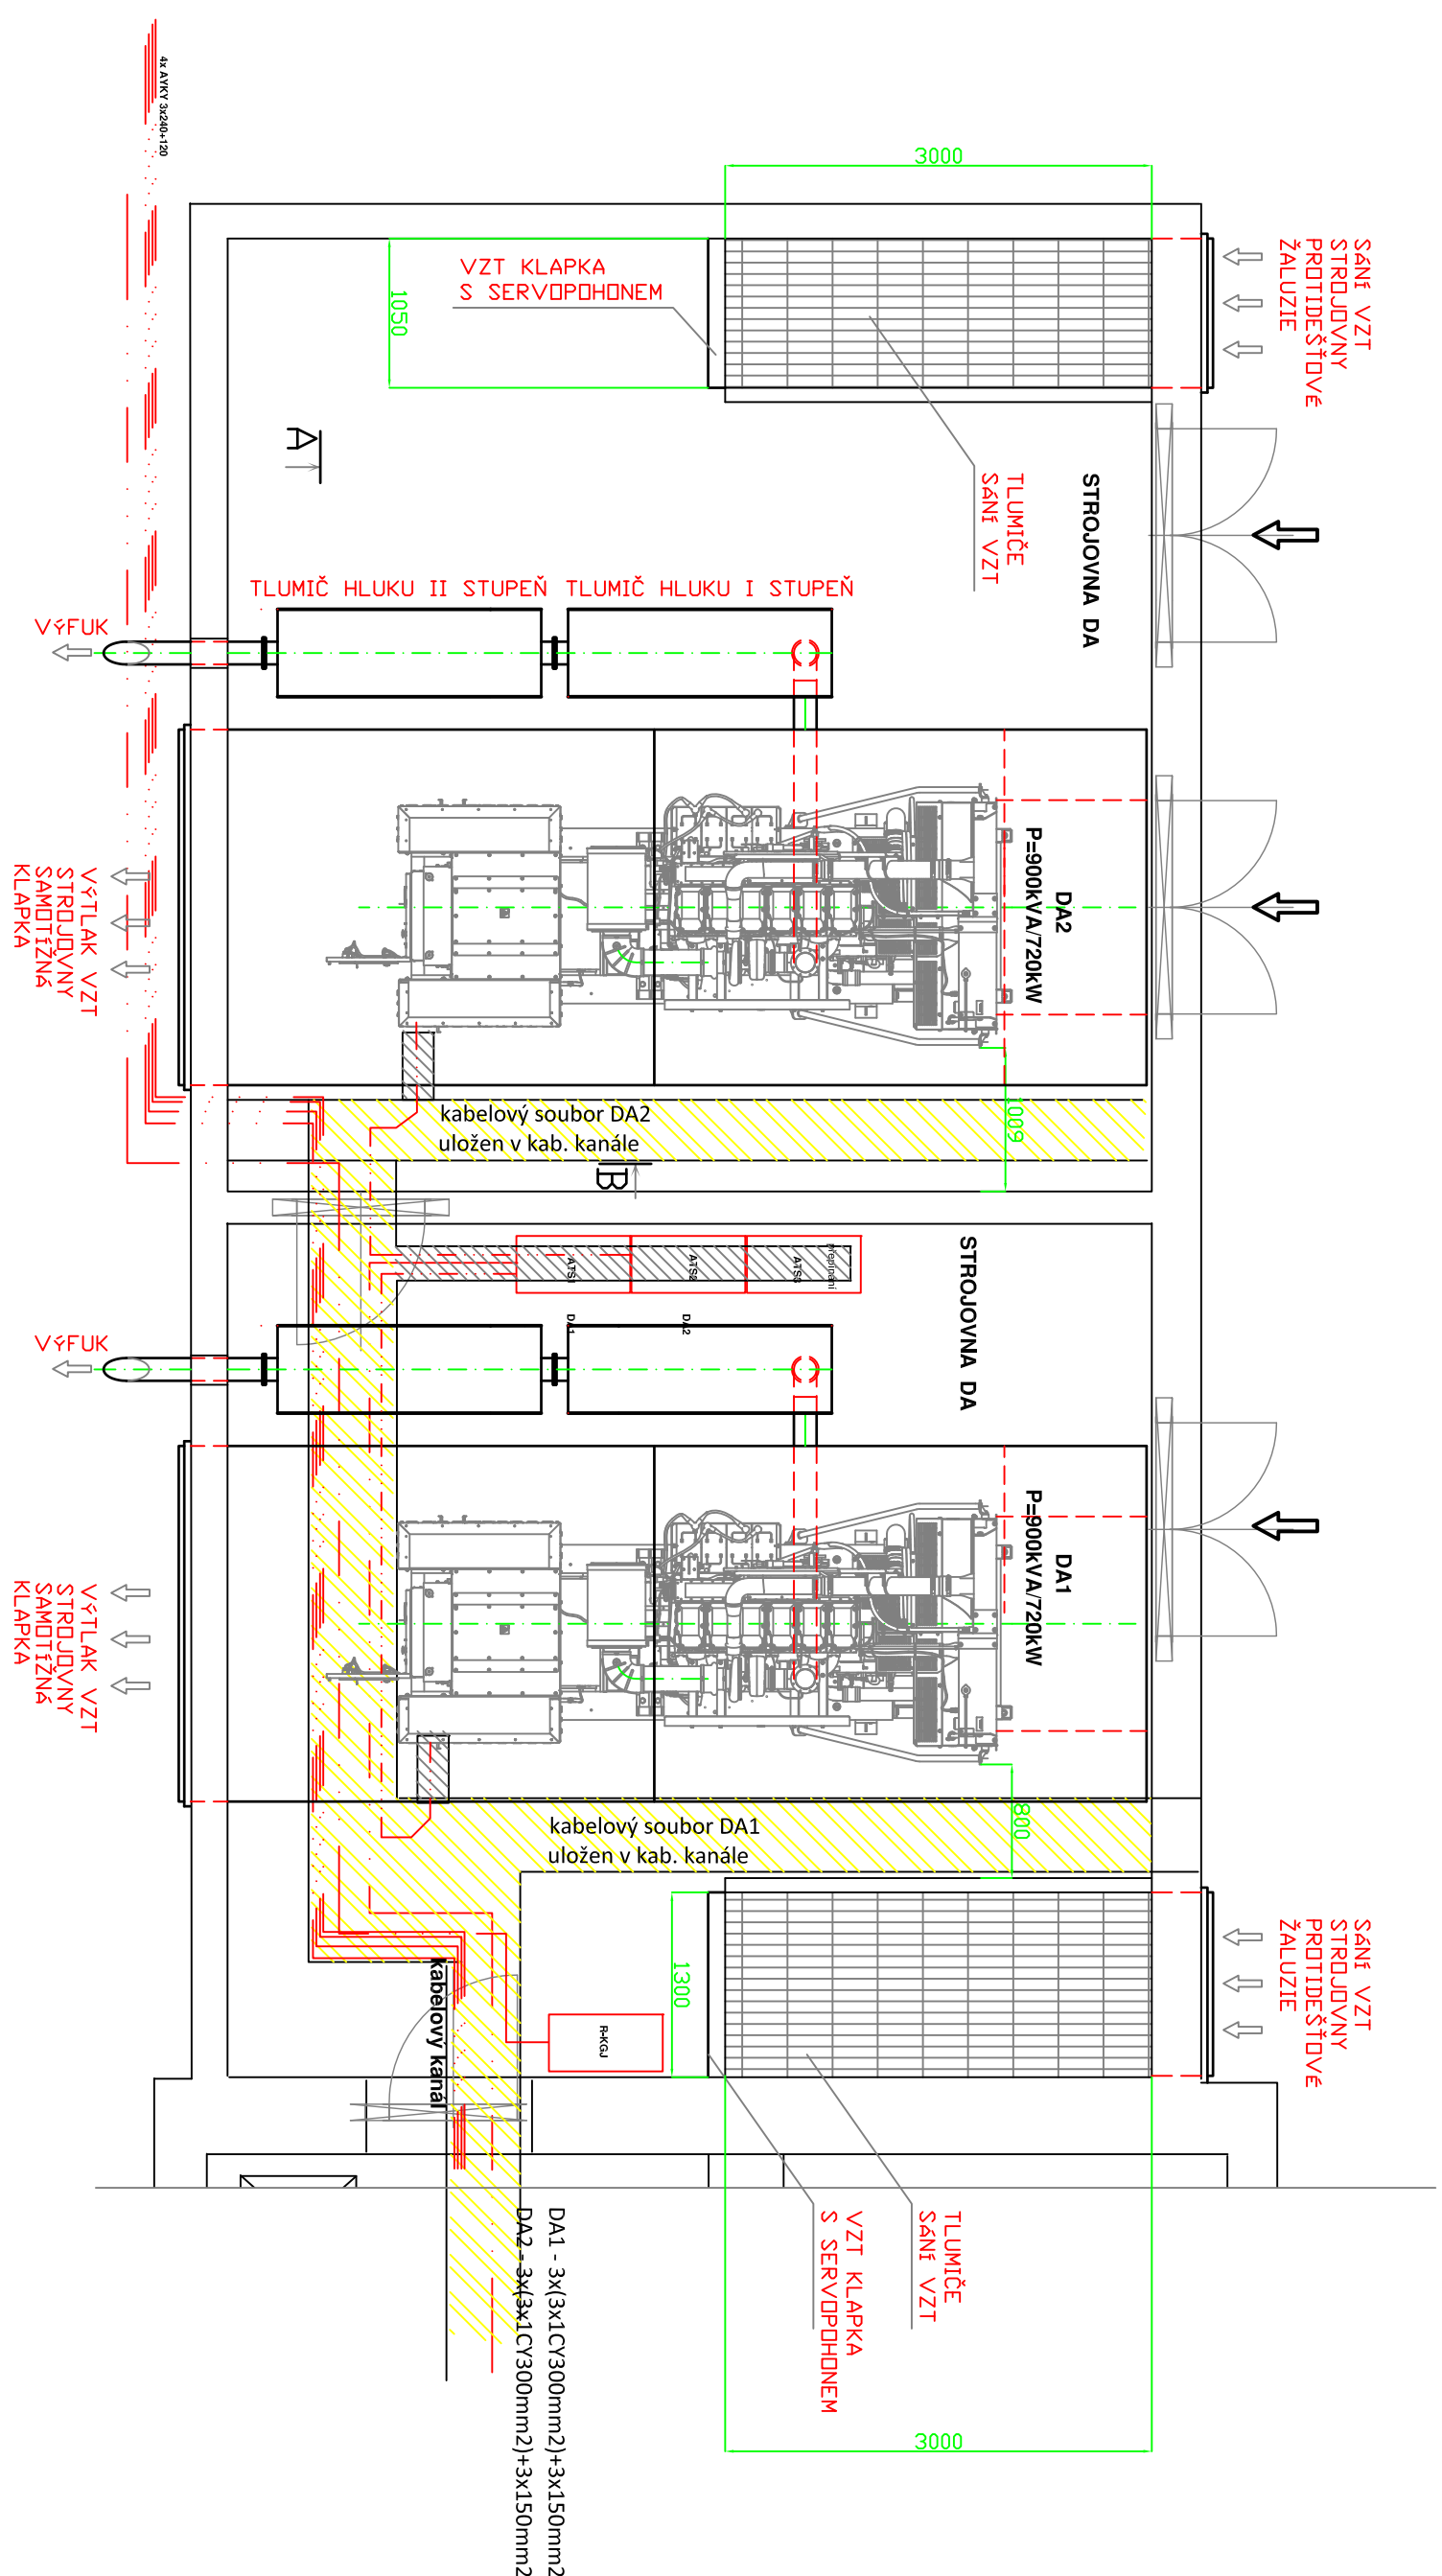 4x AYKY 3x240+120
3000
SÁNÍ VZT
STROJOVNY
PROTIDEŠŤOVÉ
ŽALUZIE
VZT KLAPKA
S SERVOPOHONEM
1050
A
TLUMIČE
SÁNÍ VZT
STROJOVNA DA
TLUMIČ HLUKU II STUPEŇ
TLUMIČ HLUKU I STUPEŇ
VÝFUK
DA2
P=900kVA/720kW
VÝTLAK VZT
STROJOVNY
SAMOTÍŽNÁ
KLAPKA
kabelový soubor DA2
uložen v kab. kánále
1009
B
STROJOVNA DA
ATS1
ATS2
ATS3
přepínání
DA1
DA2
VÝFUK
DA1
P=900kVA/720kW
VÝTLAK VZT
STROJOVNY
SAMOTÍŽNÁ
KLAPKA
kabelový soubor DA1
uložen v kab. kánále
800
1300
SÁNÍ VZT
STROJOVNY
PROTIDEŠŤOVÉ
ŽALUZIE
kabelový kanál
R-KGJ
TLUMIČE
SÁNÍ VZT
VZT KLAPKA
S SERVOPOHONEM
DA1 - 3x(3x1CY300mm2)+3x150mm2
DA2 - 3x(3x1CY300mm2)+3x150mm2
3000